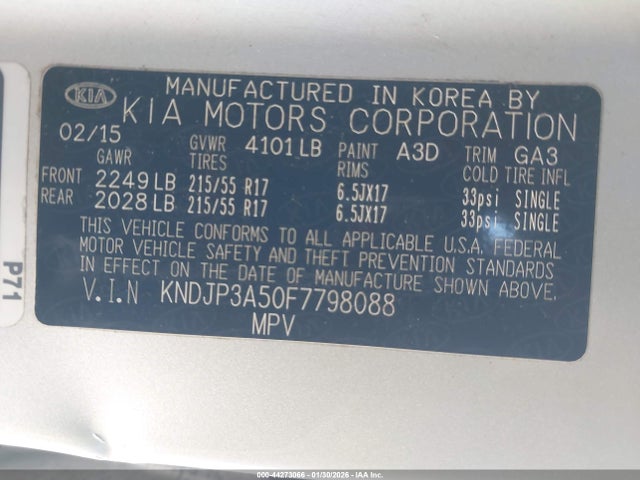 KIA
MANUFACTURED IN KOREA BY
KIA MOTORS CORPORATION
02/15 GVWR 4101 LB PAINT A3D TRIM GA3
GAWR TIRES RIMS COLD TIRE INFL
FRONT 2249 LB 215/55 R17 6.5JX17 33psi SINGLE
REAR 2028 LB 215/55 R17 6.5JX17 33psi SINGLE
THIS VEHICLE CONFORMS TO ALL APPLICABLE U.S.A. FEDERAL
MOTOR VEHICLE SAFETY AND THEFT PREVENTION STANDARDS IN EFFECT
ON THE DATE OF MANUFACTURE SHOWN ABOVE.
V.I.N KNDJP3A50F7798088
MPV
P71
000-44273066 - 01/30/2026 - IAA Inc.